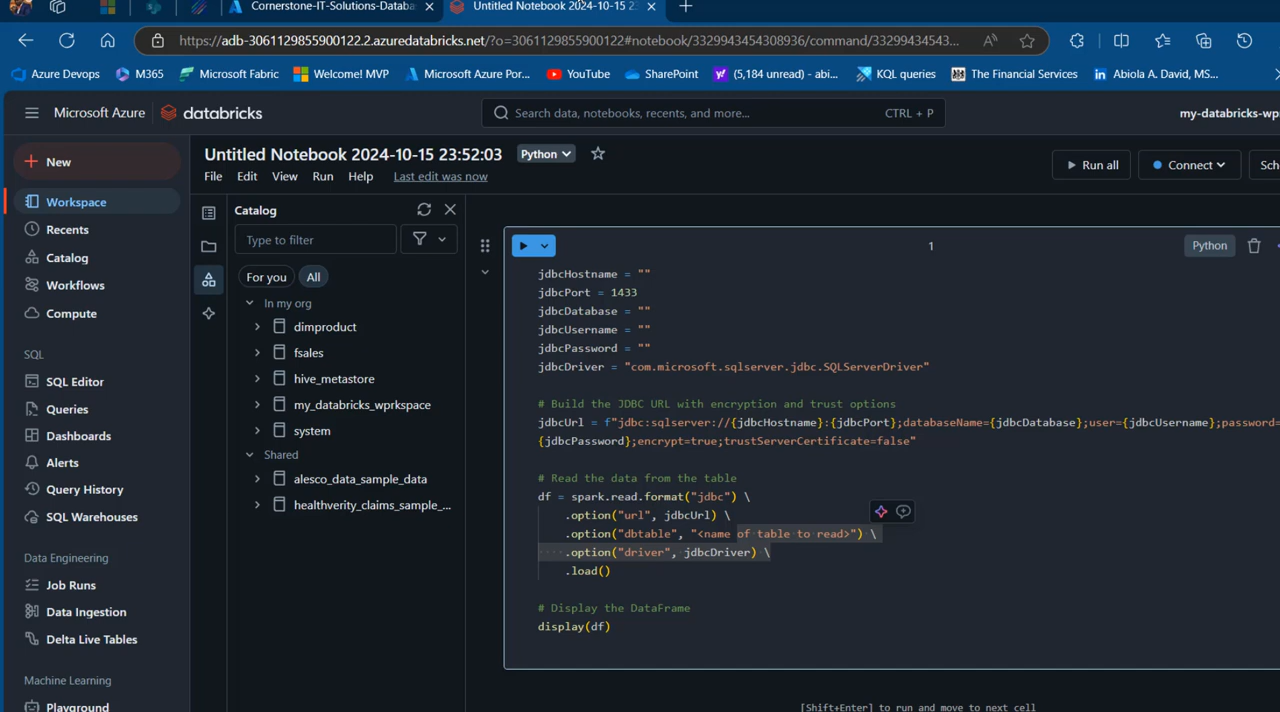 Cornerstone-IT-Solutions-Databa
Untitled Notebook 2024-10-15 23:52
https://adb-3061129855900122.2.azuredatabricks.net/?o=3061129855900122#notebook/3329943454308936/command/33299434543...
Azure Devops
M365
Microsoft Fabric
Welcome! MVP
Microsoft Azure Por...
YouTube
SharePoint
(5,184 unread) - abi...
KQL queries
The Financial Services
Abiola A. David, MS...
Microsoft Azure
databricks
Search data, notebooks, recents, and more...
CTRL + P
my-databricks-wp
New
Untitled Notebook 2024-10-15 23:52:03
Python
File
Edit
View
Run
Help
Last edit was now
Run all
Connect
Sch
Workspace
Recents
Catalog
Workflows
Compute
SQL
SQL Editor
Queries
Dashboards
Alerts
Query History
SQL Warehouses
Data Engineering
Job Runs
Data Ingestion
Delta Live Tables
Machine Learning
Playground
Catalog
Type to filter
For you
All
In my org
dimproduct
fsales
hive_metastore
my_databricks_wprkspace
system
Shared
alesco_data_sample_data
healthverity_claims_sample_...
1
Python
jdbcHostname = ""
jdbcPort = 1433
jdbcDatabase = ""
jdbcUsername = ""
jdbcPassword = ""
jdbcDriver = "com.microsoft.sqlserver.jdbc.SQLServerDriver"
# Build the JDBC URL with encryption and trust options
jdbcUrl = f"jdbc:sqlserver://{jdbcHostname}:{jdbcPort};databaseName={jdbcDatabase};user={jdbcUsername};password=
{jdbcPassword};encrypt=true;trustServerCertificate=false"
# Read the data from the table
df = spark.read.format("jdbc") \
.option("url", jdbcUrl) \
.option("dbtable", "<name of table to read>") \
.option("driver", jdbcDriver) \
.load()
# Display the DataFrame
display(df)
[Shift+Enter] to run and move to next cell